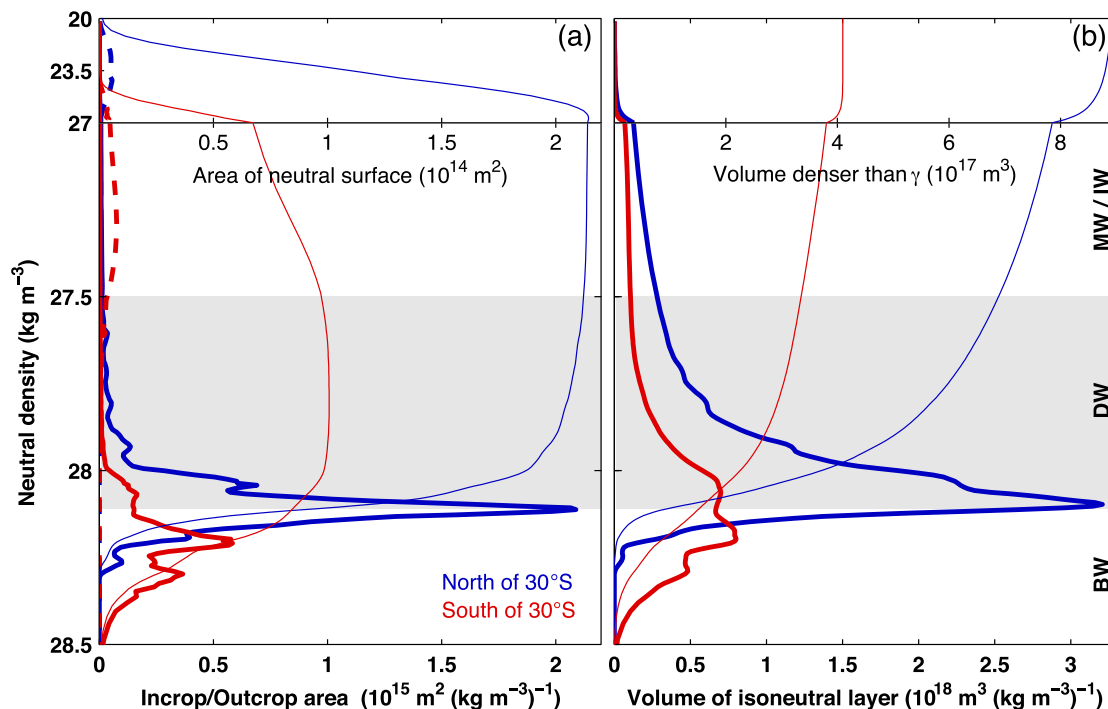 (a)
(b)
20
23.5
27
27.5
28
28.5
Neutral density (kg m⁻³)
0.5 1 1.5 2
Area of neutral surface (10¹⁴ m²)
2 4 6 8
Volume denser than γ (10¹⁷ m³)
MW / IW
DW
BW
North of 30°S
South of 30°S
0 0.5 1 1.5 2
Incrop/Outcrop area (10¹⁵ m² (kg m⁻³)⁻¹)
0 0.5 1 1.5 2 2.5 3
Volume of isoneutral layer (10¹⁸ m³ (kg m⁻³)⁻¹)